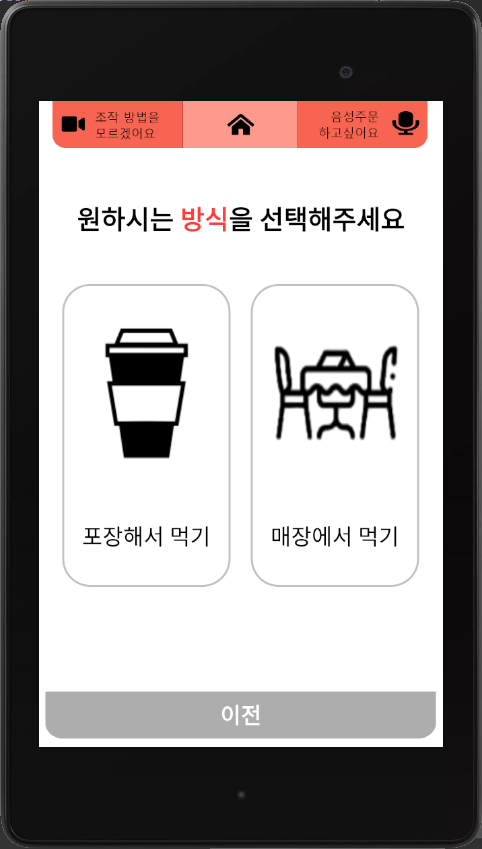 조작 방법을
모르겠어요
음성주문
하고싶어요
원하시는 방식을 선택해주세요
포장해서 먹기
매장에서 먹기
이전